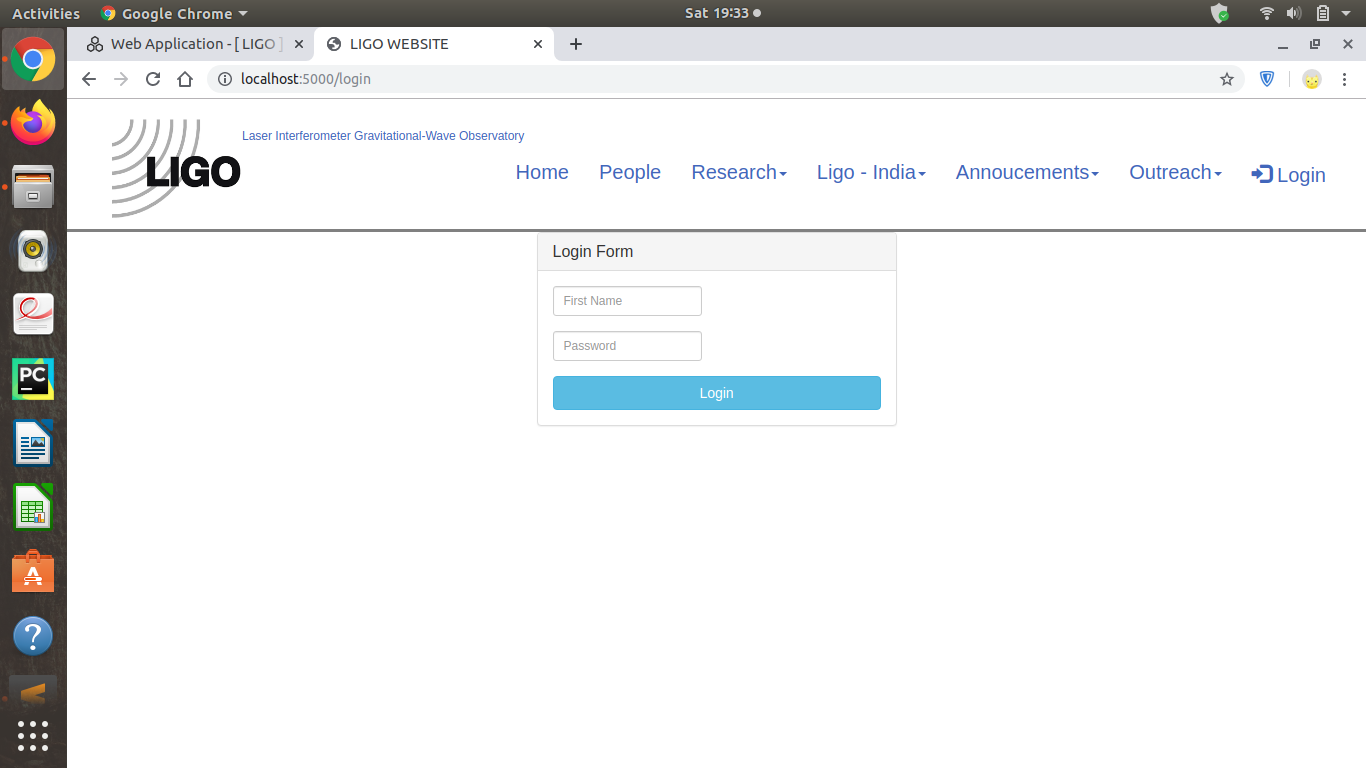 Activities Google Chrome Sat 19:33
Web Application - [ LIGO ] LIGO WEBSITE
localhost:5000/login
Laser Interferometer Gravitational-Wave Observatory
LIGO
Home People Research Ligo - India Annoucements Outreach Login
Login Form
First Name
Password
Login
PC